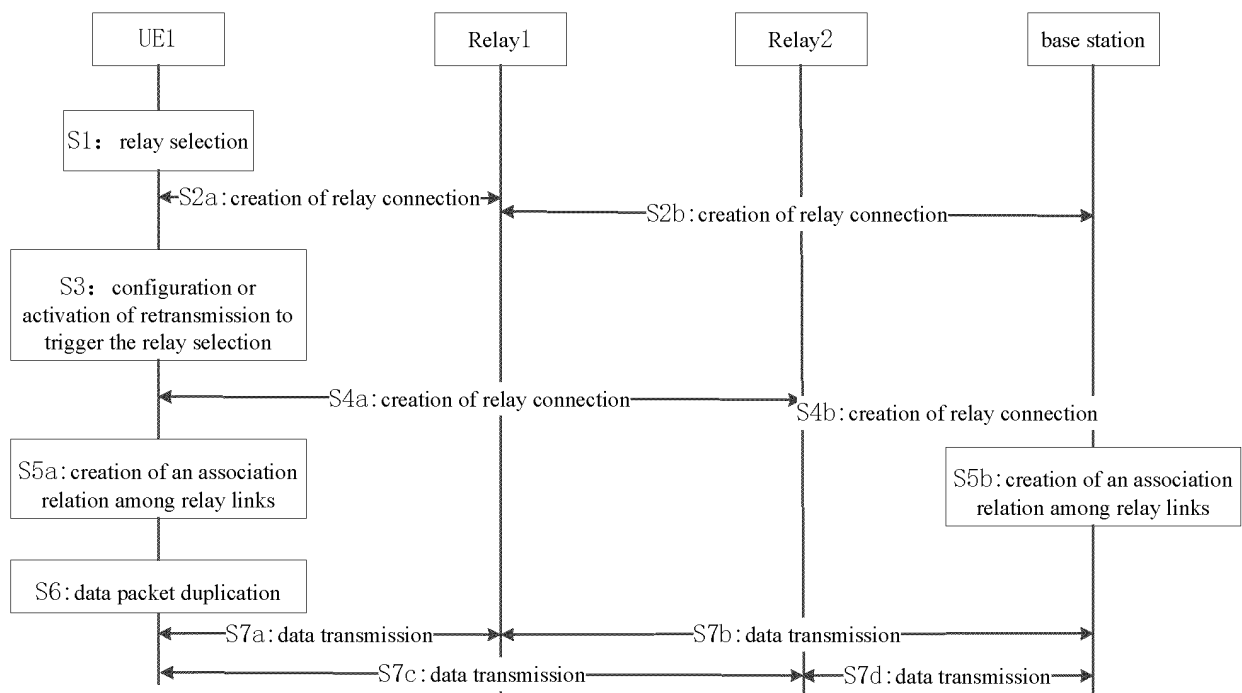 UE1
Relay1
Relay2
base station
S1: relay selection
S2a:creation of relay connection
S2b:creation of relay connection
S3: configuration or
activation of retransmission to
trigger the relay selection
S4a:creation of relay connection
S4b:creation of relay connection
S5a:creation of an association
relation among relay links
S5b:creation of an association
relation among relay links
S6:data packet duplication
S7a:data transmission
S7b:data transmission
S7c:data transmission
S7d:data transmission